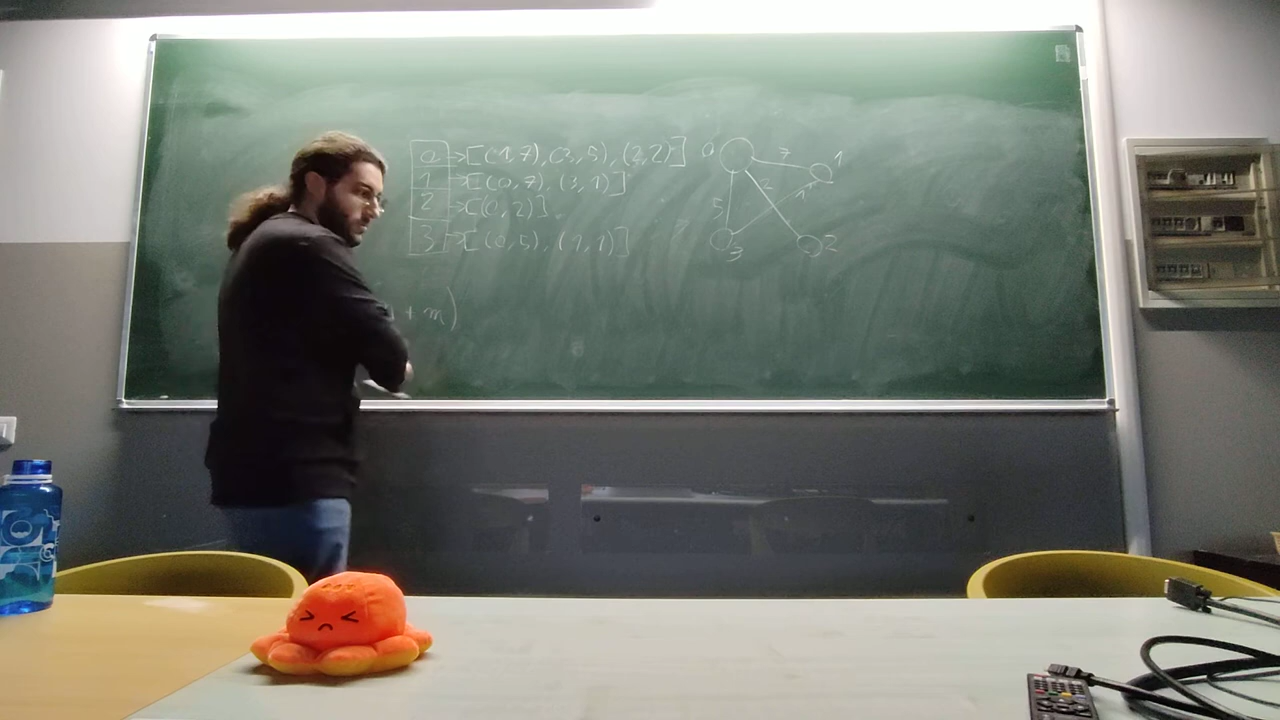 0 → [(1,7), (3,5), (2,2)]
1 → [(0,7), (3,1)]
2 → [(0,2)]
3 → [(0,5), (1,1)]
+ m)
0 7 1
2
1
5
3 2